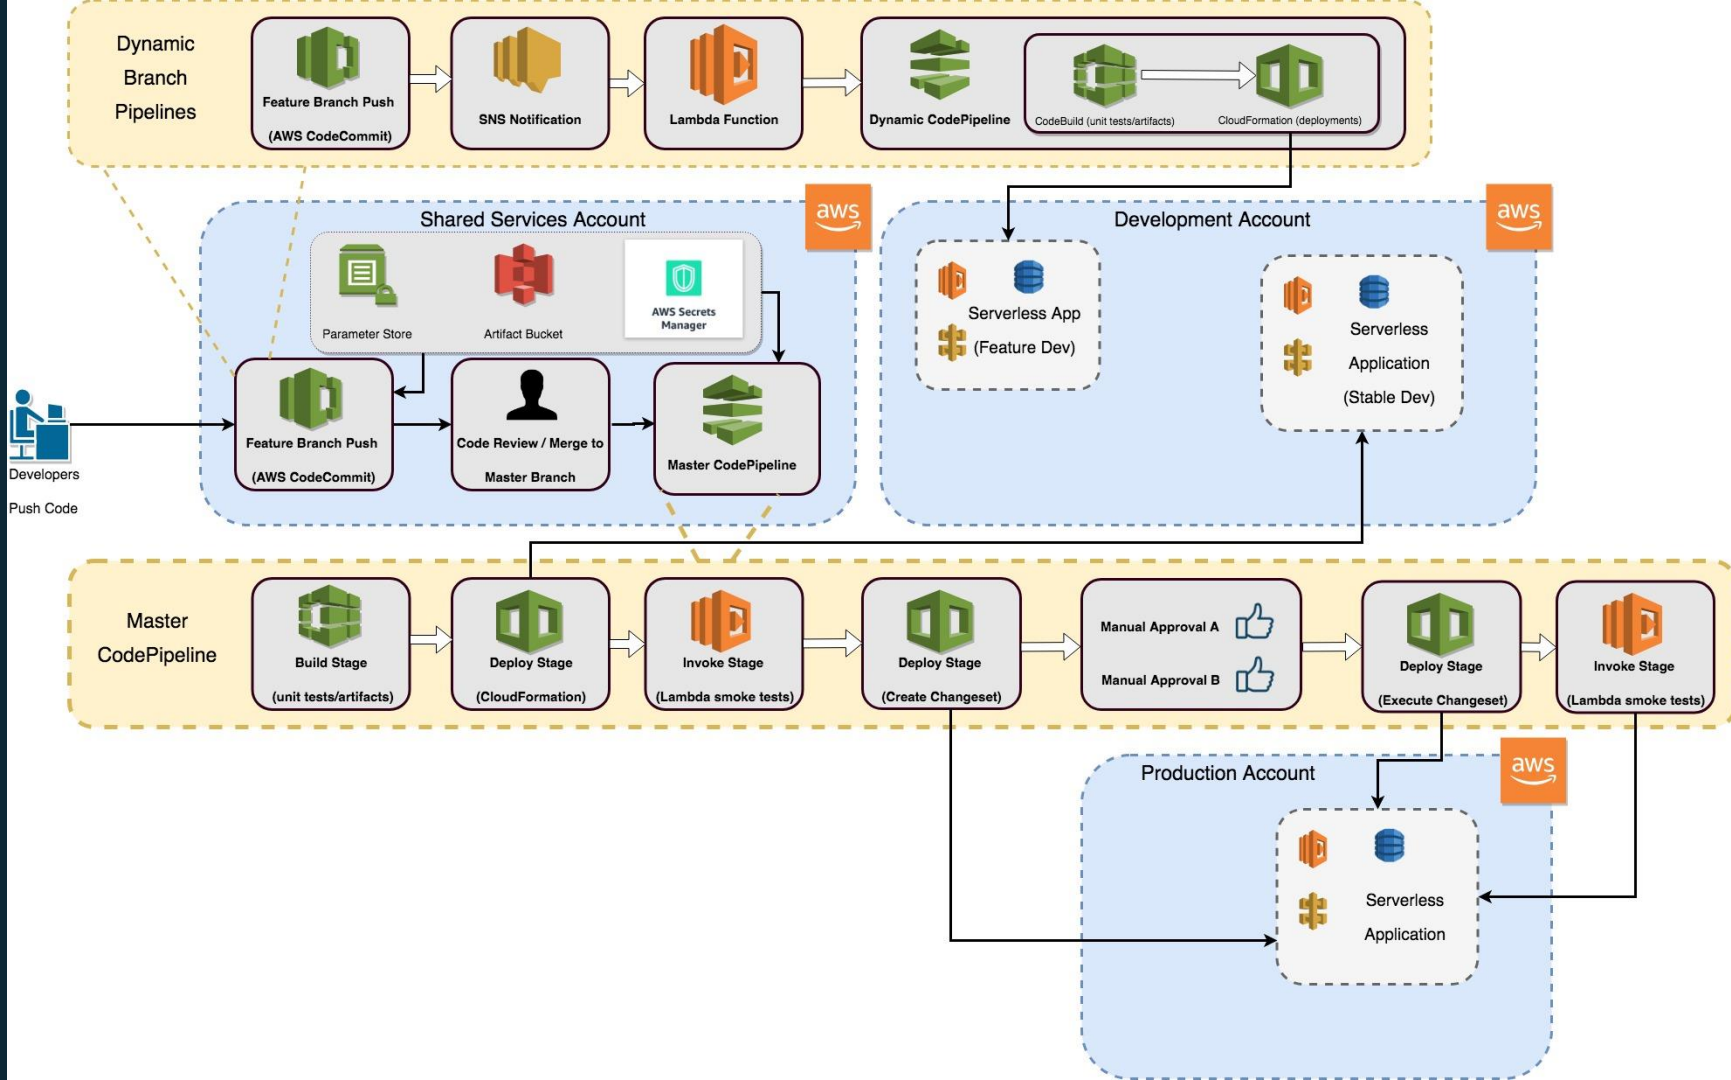 Dynamic
Branch
Pipelines
Feature Branch Push
(AWS CodeCommit)
SNS Notification
Lambda Function
Dynamic CodePipeline
CodeBuild (unit tests/artifacts)
CloudFormation (deployments)
Shared Services Account
aws
Parameter Store
Artifact Bucket
AWS Secrets
Manager
Development Account
aws
Serverless App
(Feature Dev)
Serverless
Application
(Stable Dev)
Developers
Push Code
Feature Branch Push
(AWS CodeCommit)
Code Review / Merge to
Master Branch
Master CodePipeline
Master
CodePipeline
Build Stage
(unit tests/artifacts)
Deploy Stage
(CloudFormation)
Invoke Stage
(Lambda smoke tests)
Deploy Stage
(Create Changeset)
Manual Approval A
Manual Approval B
Deploy Stage
(Execute Changeset)
Invoke Stage
(Lambda smoke tests)
Production Account
aws
Serverless
Application